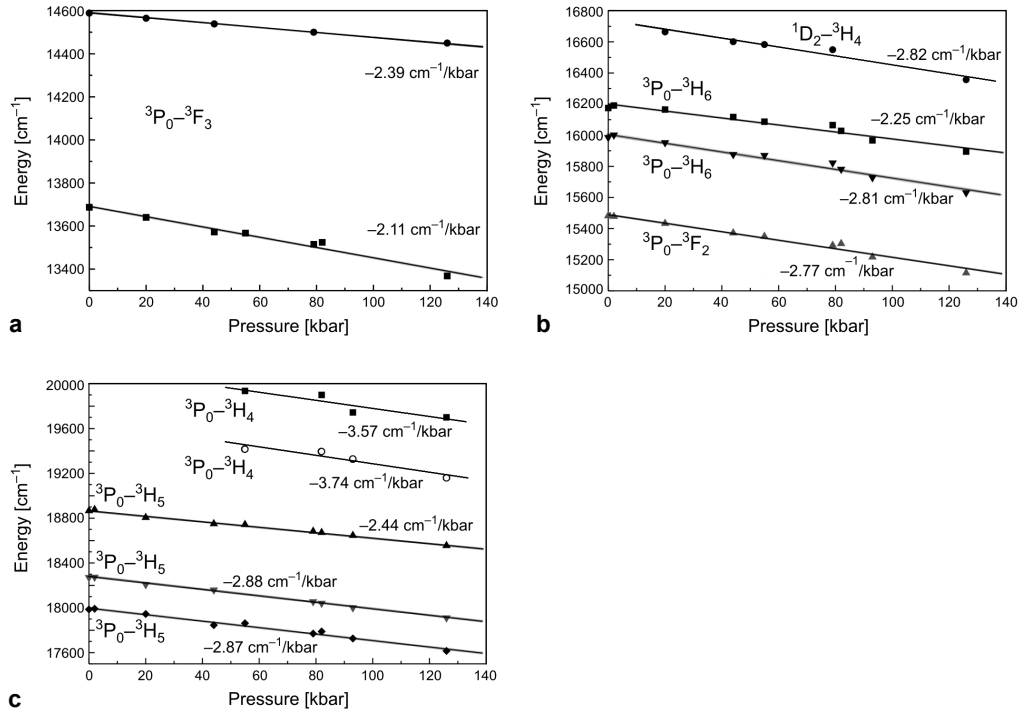 14600
14400
14200
14000
13800
13600
13400
Energy [cm⁻¹]
–2.39 cm⁻¹/kbar
³P₀–³F₃
–2.11 cm⁻¹/kbar
0 20 40 60 80 100 120 140
Pressure [kbar]
a
16800
16600
16400
16200
16000
15800
15600
15400
15200
15000
Energy [cm⁻¹]
¹D₂–³H₄
–2.82 cm⁻¹/kbar
³P₀–³H₆
–2.25 cm⁻¹/kbar
³P₀–³H₆
–2.81 cm⁻¹/kbar
³P₀–³F₂
–2.77 cm⁻¹/kbar
0 20 40 60 80 100 120 140
Pressure [kbar]
b
20000
19600
19200
18800
18400
18000
17600
Energy [cm⁻¹]
³P₀–³H₄
–3.57 cm⁻¹/kbar
³P₀–³H₄
–3.74 cm⁻¹/kbar
³P₀–³H₅
–2.44 cm⁻¹/kbar
³P₀–³H₅
–2.88 cm⁻¹/kbar
³P₀–³H₅
–2.87 cm⁻¹/kbar
0 20 40 60 80 100 120 140
Pressure [kbar]
c